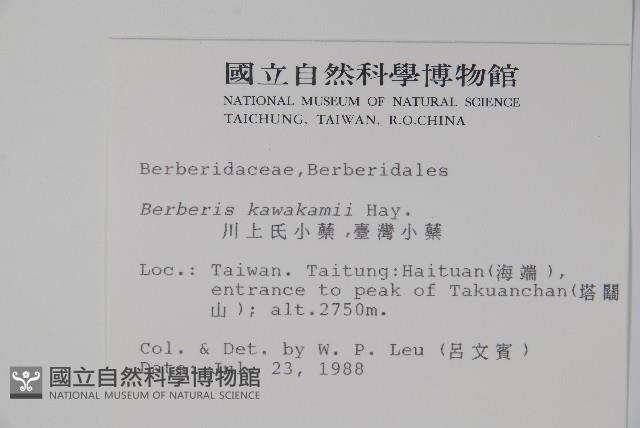 國立自然科學博物館
NATIONAL MUSEUM OF NATURAL SCIENCE
TAICHUNG, TAIWAN, R.O.CHINA
Berberidaceae,Berberidales
Berberis kawakamii Hay.
川上氏小蘗,臺灣小蘗
Loc.: Taiwan. Taitung:Haituan(海端),
entrance to peak of Takuanchan(塔關
山); alt.2750m.
Col. & Det. by W. P. Leu (呂文賓)
Date: 23, 1988
國立自然科學博物館
NATIONAL MUSEUM OF NATURAL SCIENCE